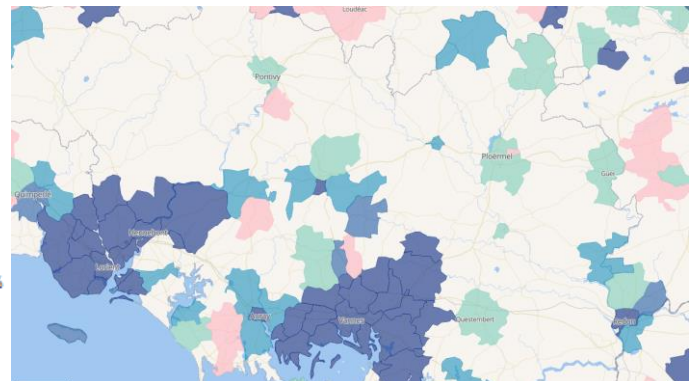 Loudéac
Pontivy
Ploërmel
Guer
Quimperlé
Hennebont
Lorient
Auray
Vannes
Questembert
Redon